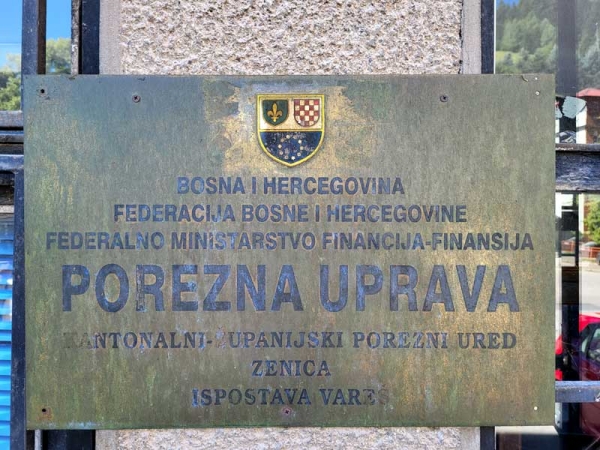 BOSNA I HERCEGOVINA
FEDERACIJA BOSNE I HERCEGOVINE
FEDERALNO MINISTARSTVO FINANCIJA-FINANSIJA
POREZNA UPRAVA
KANTONALNI-ŽUPANIJSKI POREZNI URED
ZENICA
ISPOSTAVA VAREŠ